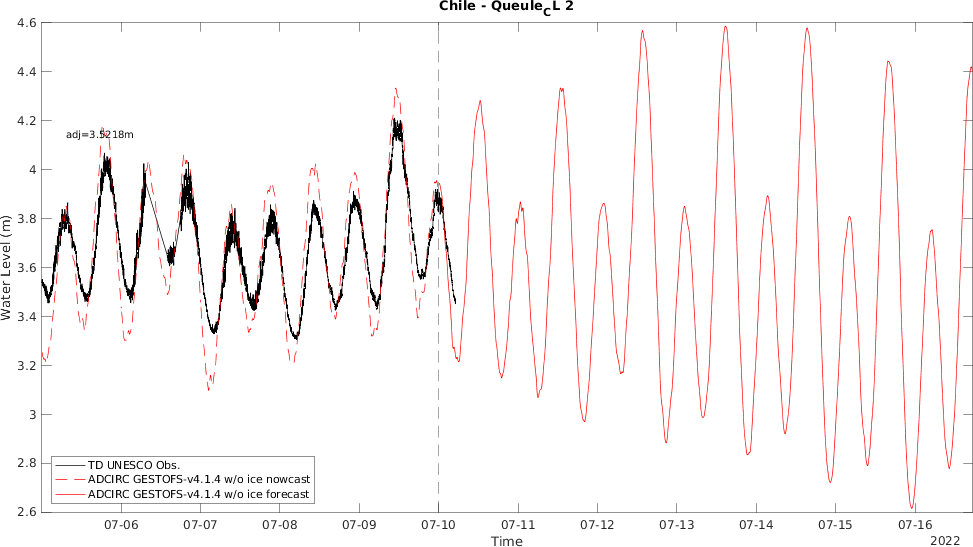 Chile - Queule_CL 2
4.6
4.4
4.2
4
3.8
3.6
3.4
3.2
3
2.8
2.6
Water Level (m)
adj=3.5218m
TD UNESCO Obs.
ADCIRC GESTOFS-v4.1.4 w/o ice nowcast
ADCIRC GESTOFS-v4.1.4 w/o ice forecast
07-06 07-07 07-08 07-09 07-10 07-11 07-12 07-13 07-14 07-15 07-16
Time
2022